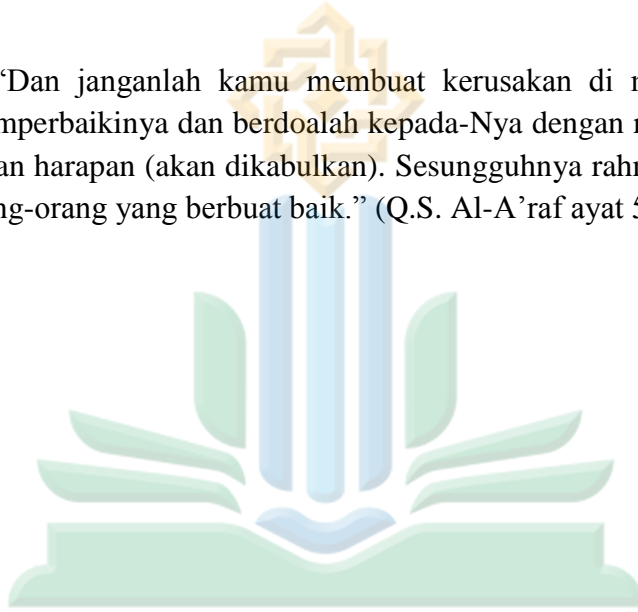 “Dan janganlah kamu membuat kerusakan di
mperbaikinya dan berdoalah kepada-Nya dengan
an harapan (akan dikabulkan). Sesungguhnya
ng-orang yang berbuat baik.” (Q.S. Al-A’raf ayat 5